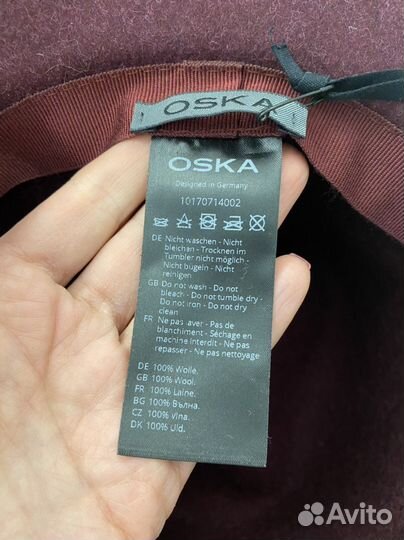 OSKA
OSKA
Designed in Germany
10170714002
DE Nicht waschen - Nicht
bleichen - Trocknen im
Tumbler nicht möglich -
Nicht bügeln - Nicht
reinigen
GB Do not wash - Do not
bleach - Do not tumble dry -
Do not iron - Do not dry
clean
FR Ne pas laver - Pas de
blanchiment - Séchage en
machine interdit - Ne pas
repasser - Ne pas nettoyage
DE 100% Wolle.
GB 100% Wool.
FR 100% Laine.
BG 100% Вълна.
CZ 100% Vlna.
DK 100% Uld.
Avito